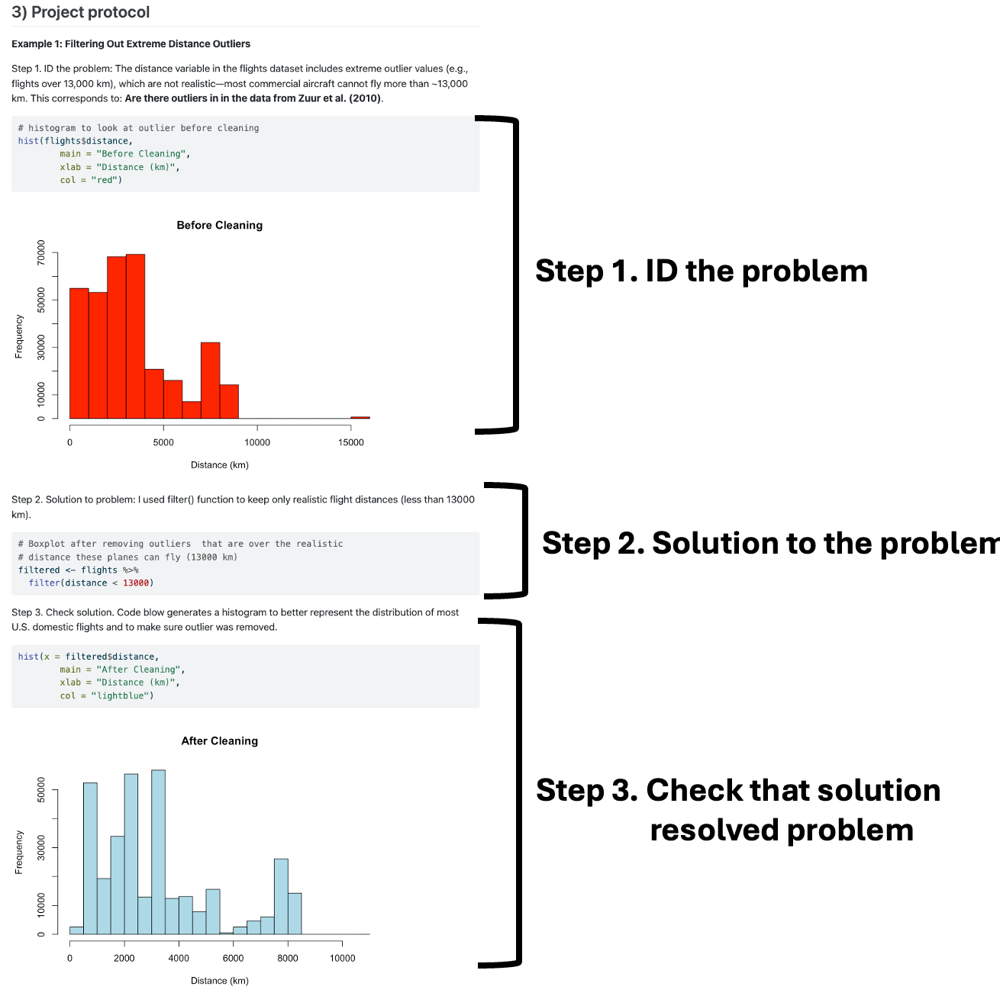 3) Project protocol
Example 1: Filtering Out Extreme Distance Outliers
Step 1. ID the problem: The distance variable in the flights dataset includes extreme outlier values (e.g.,
flights over 13,000 km), which are not realistic—most commercial aircraft cannot fly more than ~13,000
km. This corresponds to: Are there outliers in in the data from Zuur et al. (2010).
# histogram to look at outlier before cleaning
hist(flights$distance,
main = "Before Cleaning",
xlab = "Distance (km)",
col = "red")
Step 1. ID the problem
Before Cleaning
Frequency
70000
50000
30000
10000
0
0 5000 10000 15000
Distance (km)
Step 2. Solution to problem: I used filter() function to keep only realistic flight distances (less than 13000
km).
# Boxplot after removing outliers  that are over the realistic
# distance these planes can fly (13000 km)
filtered <- flights %>%
filter(distance < 13000)
Step 2. Solution to the problem
Step 3. Check solution. Code blow generates a histogram to better represent the distribution of most
U.S. domestic flights and to make sure outlier was removed.
hist(x = filtered$distance,
main = "After Cleaning",
xlab = "Distance (km)",
col = "lightblue")
Step 3. Check that solution
resolved problem
After Cleaning
Frequency
50000
30000
10000
0
0 2000 4000 6000 8000 10000
Distance (km)